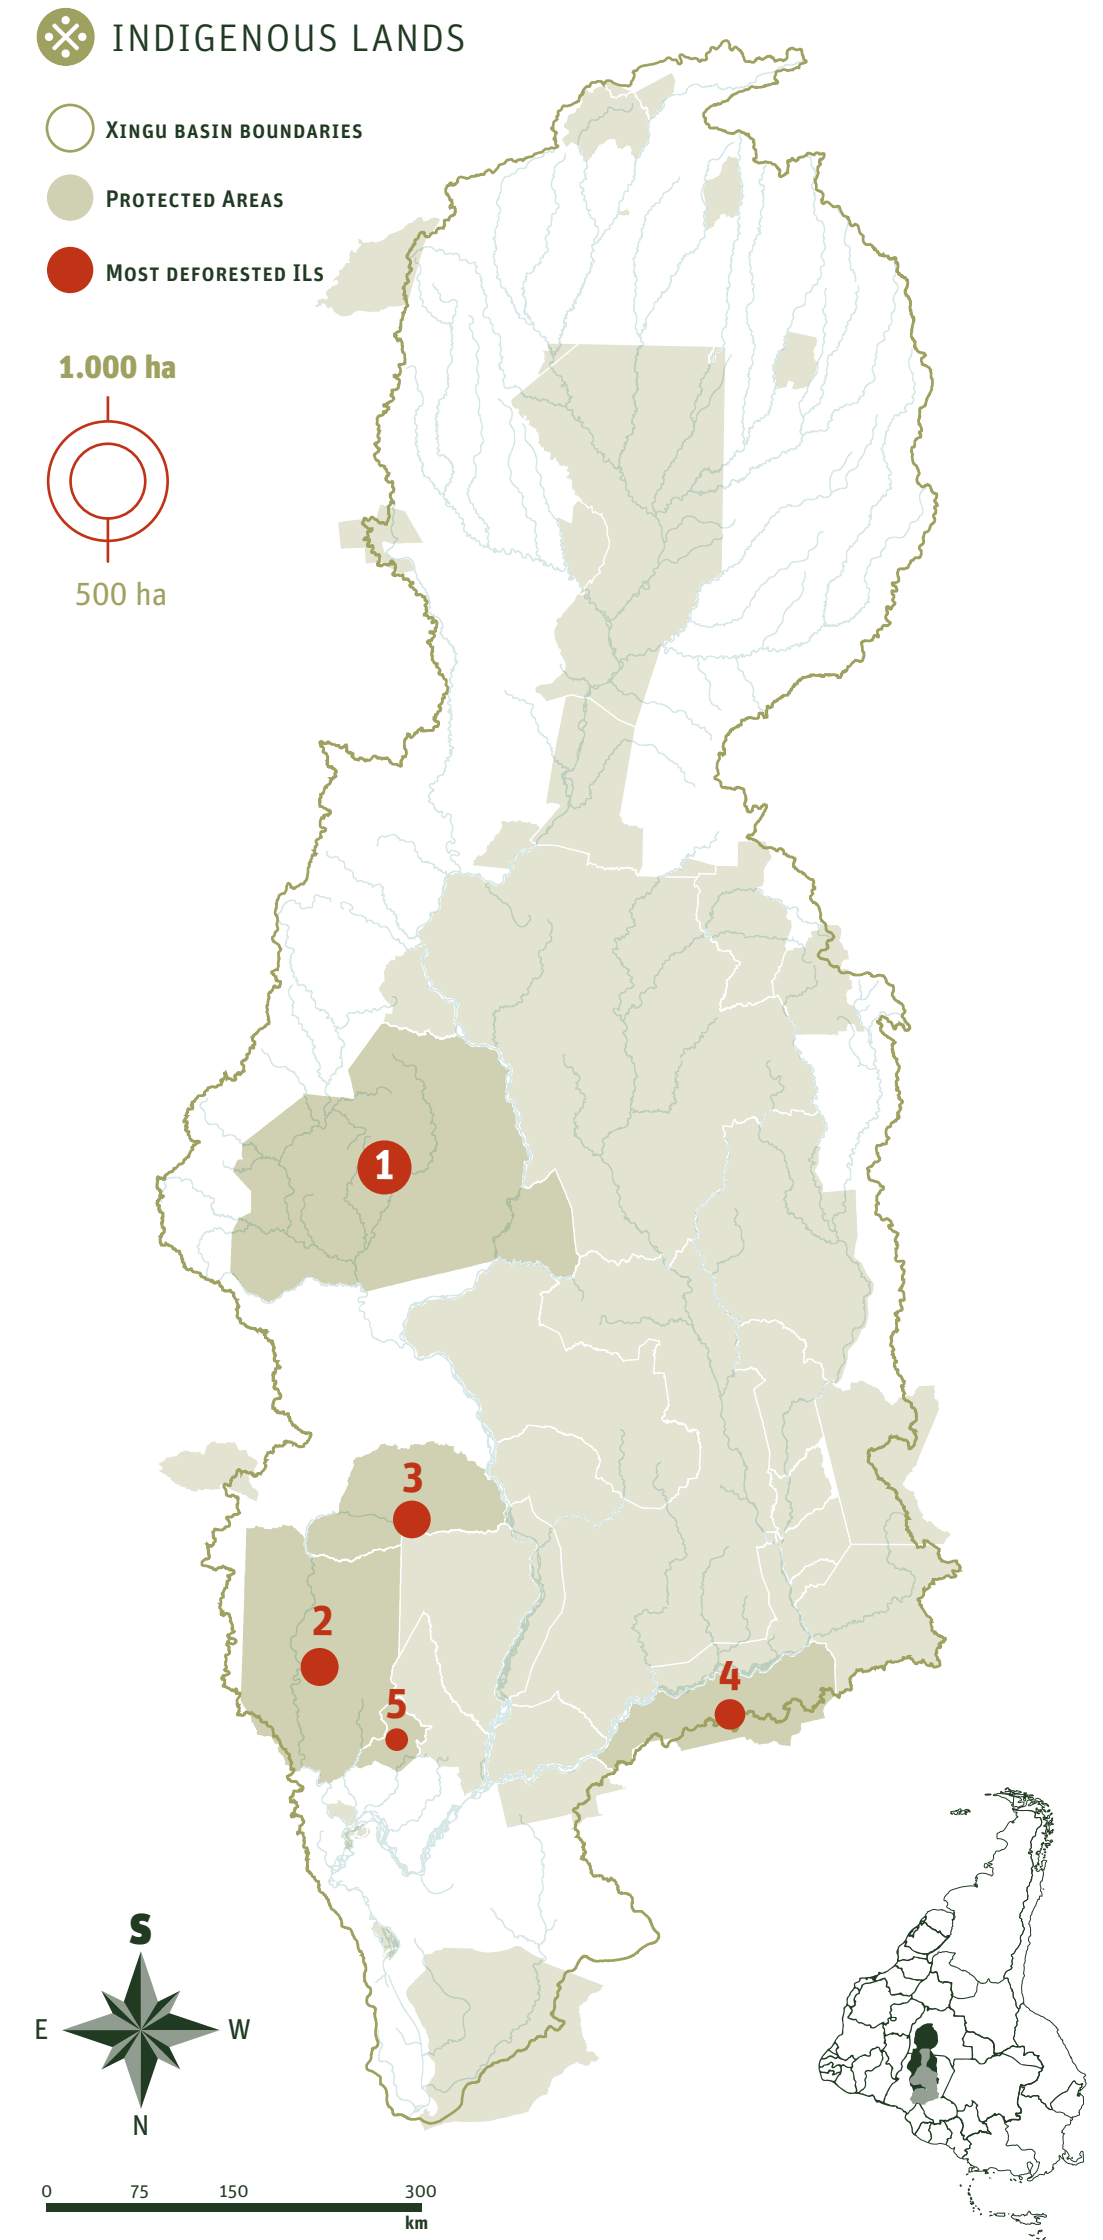 INDIGENOUS LANDS
XINGU BASIN BOUNDARIES
PROTECTED AREAS
MOST DEFORESTED ILS
1.000 ha
500 ha
1
3
2
4
5
S
E W
N
0 75 150 300
km